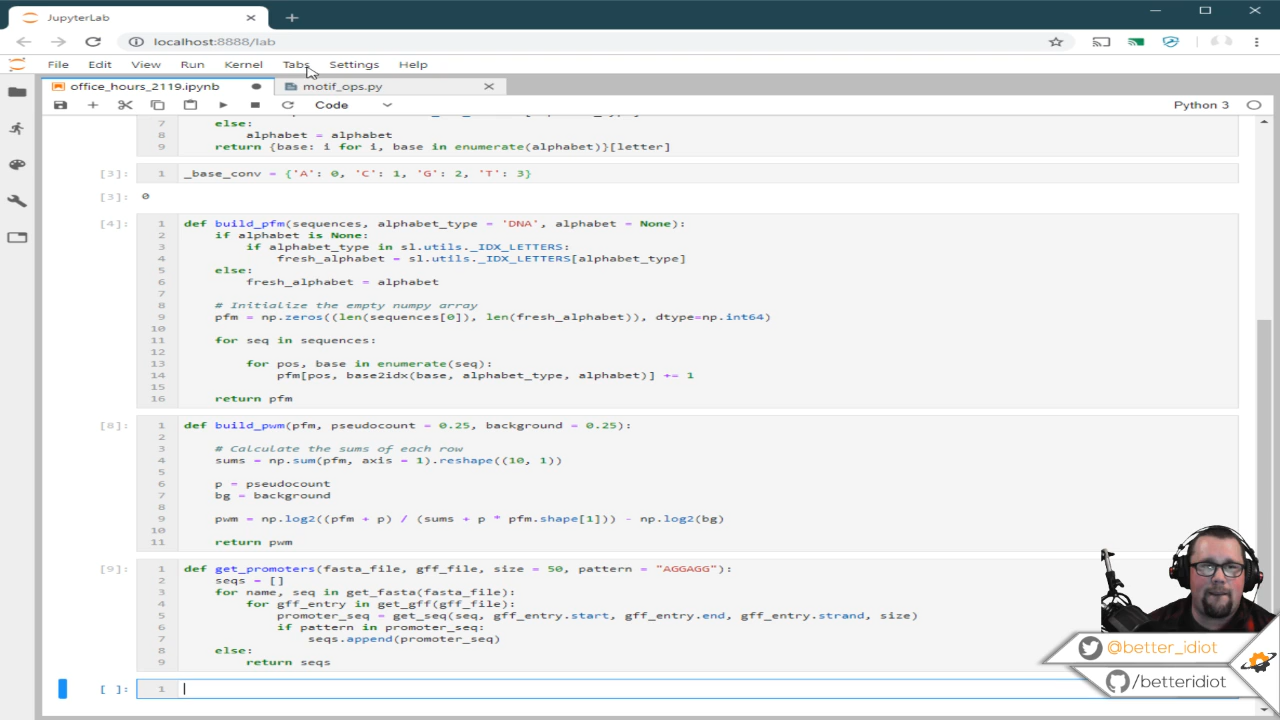 JupyterLab
localhost:8888/lab
File Edit View Run Kernel Tabs Settings Help
office_hours_2119.ipynb motif_ops.py
Code Python 3
7 else:
8 alphabet = alphabet
9 return {base: i for i, base in enumerate(alphabet)}[letter]
[3]: 1 _base_conv = {'A': 0, 'C': 1, 'G': 2, 'T': 3}
[3]: 0
[4]: 1 def build_pfm(sequences, alphabet_type = 'DNA', alphabet = None):
2 if alphabet is None:
3 if alphabet_type in sl.utils._IDX_LETTERS:
4 fresh_alphabet = sl.utils._IDX_LETTERS[alphabet_type]
5 else:
6 fresh_alphabet = alphabet
7
8 # Initialize the empty numpy array
9 pfm = np.zeros((len(sequences[0]), len(fresh_alphabet)), dtype=np.int64)
10
11 for seq in sequences:
12
13 for pos, base in enumerate(seq):
14 pfm[pos, base2idx(base, alphabet_type, alphabet)] += 1
15
16 return pfm
[8]: 1 def build_pwm(pfm, pseudocount = 0.25, background = 0.25):
2
3 # Calculate the sums of each row
4 sums = np.sum(pfm, axis = 1).reshape((10, 1))
5
6 p = pseudocount
7 bg = background
8
9 pwm = np.log2((pfm + p) / (sums + p * pfm.shape[1])) - np.log2(bg)
10
11 return pwm
[9]: 1 def get_promoters(fasta_file, gff_file, size = 50, pattern = "AGGAGG"):
2 seqs = []
3 for name, seq in get_fasta(fasta_file):
4 for gff_entry in get_gff(gff_file):
5 promoter_seq = get_seq(seq, gff_entry.start, gff_entry.end, gff_entry.strand, size)
6 if pattern in promoter_seq:
7 seqs.append(promoter_seq)
8 else:
9 return seqs
[ ]: 1
@better_idiot
/betteridiot